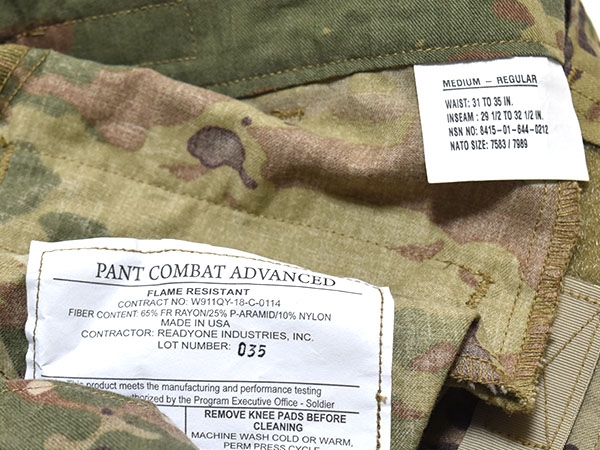 MEDIUM - REGULAR
WAIST: 31 TO 35 IN.
INSEAM : 29 1/2 TO 32 1/2 IN.
NSN NO: 8415-01-644-0212
NATO SIZE: 7583 / 7989
PANT COMBAT ADVANCED
FLAME RESISTANT
CONTRACT NO: W911QY-18-C-0114
FIBER CONTENT: 65% FR RAYON/25% P-ARAMID/10% NYLON
MADE IN USA
CONTRACTOR: READYONE INDUSTRIES, INC.
LOT NUMBER: 035
This product meets the manufacturing and performance testing
by the Program Executive Office - Soldier
REMOVE KNEE PADS BEFORE
CLEANING
MACHINE WASH COLD OR WARM,
PERM PRESS CYCLE